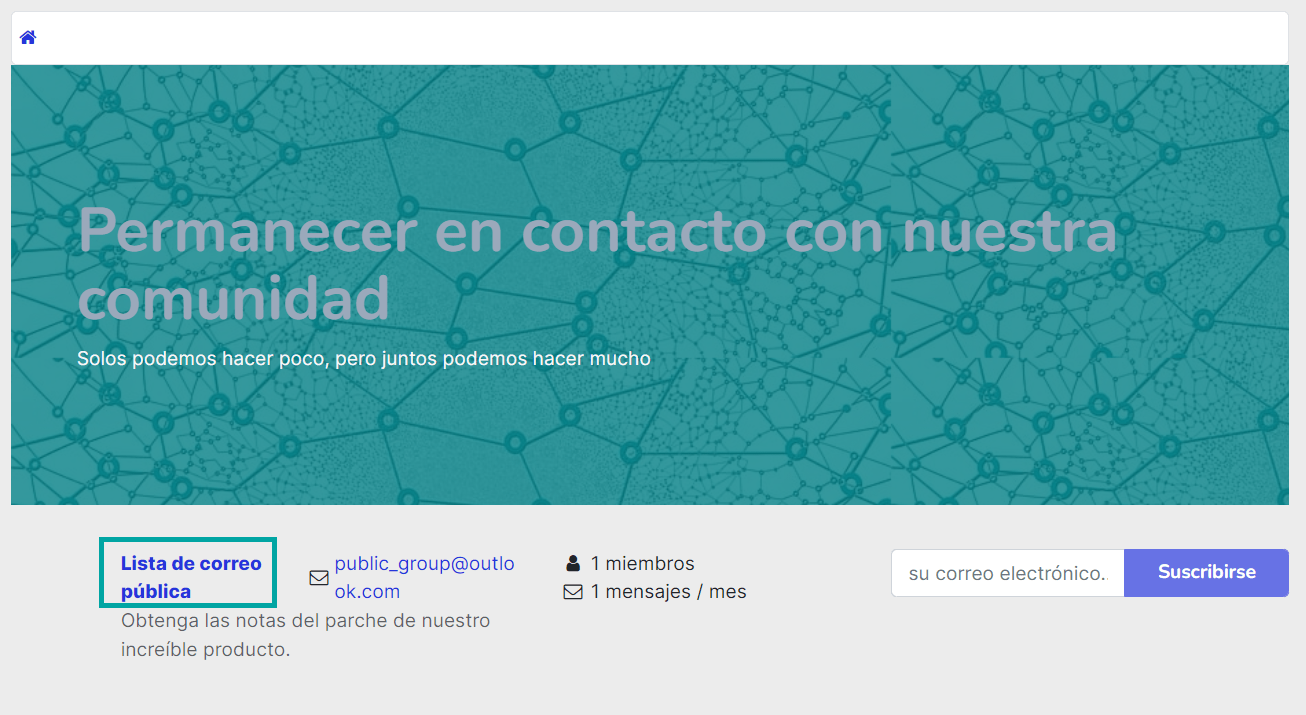 Permanecer en contacto con nuestra
comunidad
Solos podemos hacer poco, pero juntos podemos hacer mucho
Lista de correo
pública
Obtenga las notas del parche de nuestro
increíble producto.
public_group@outlo
ok.com
1 miembros
1 mensajes / mes
su correo electrónico.
Suscribirse